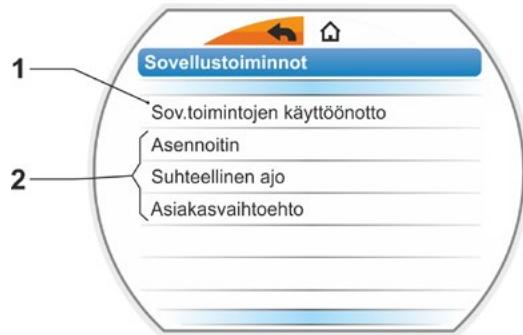 Sovellustoiminnot
1
Sov.toimintojen käyttöönotto
Asennoitin
2
Suhteellinen ajo
Asiakasvaihtoehto